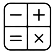 − +
= ×